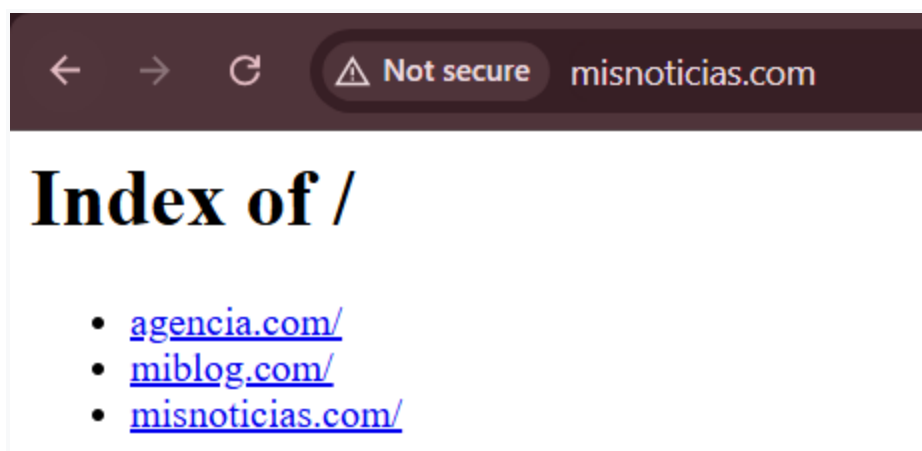 Not secure misnoticias.com
Index of /
agencia.com/
miblog.com/
misnoticias.com/